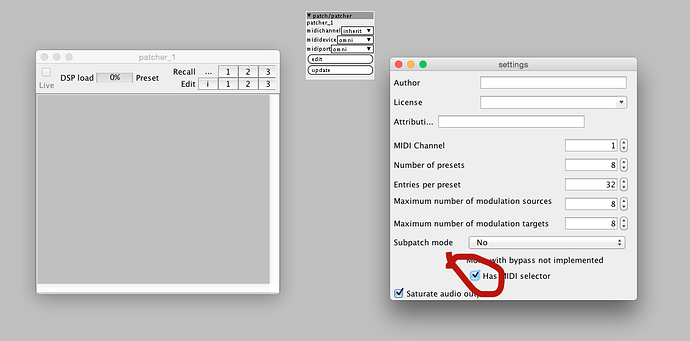 patcher_1
Live
DSP load 0% Preset
Recall ... 1 2 3
Edit i 1 2 3
patch/patcher
patcher_1
midichannel inherit
mididevice omni
midiport omni
edit
update
settings
Author
License
Attributi...
MIDI Channel 1
Number of presets 8
Entries per preset 32
Maximum number of modulation sources 8
Maximum number of modulation targets 8
Subpatch mode No
with bypass not implemented
Has MIDI selector
Saturate audio